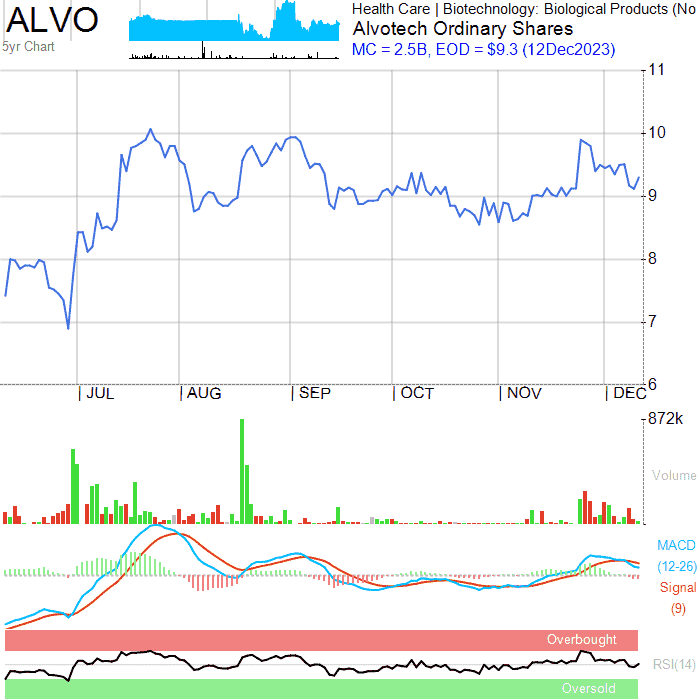 ALVO
5yr Chart
Health Care | Biotechnology: Biological Products (No
Alvotech Ordinary Shares
MC = 2.5B, EOD = $9.3 (12Dec2023)
11
10
9
8
7
6
| JUL | AUG | SEP | OCT | NOV | DEC
872k
Volume
MACD
(12-26)
Signal
(9)
Overbought
RSI(14)
Oversold